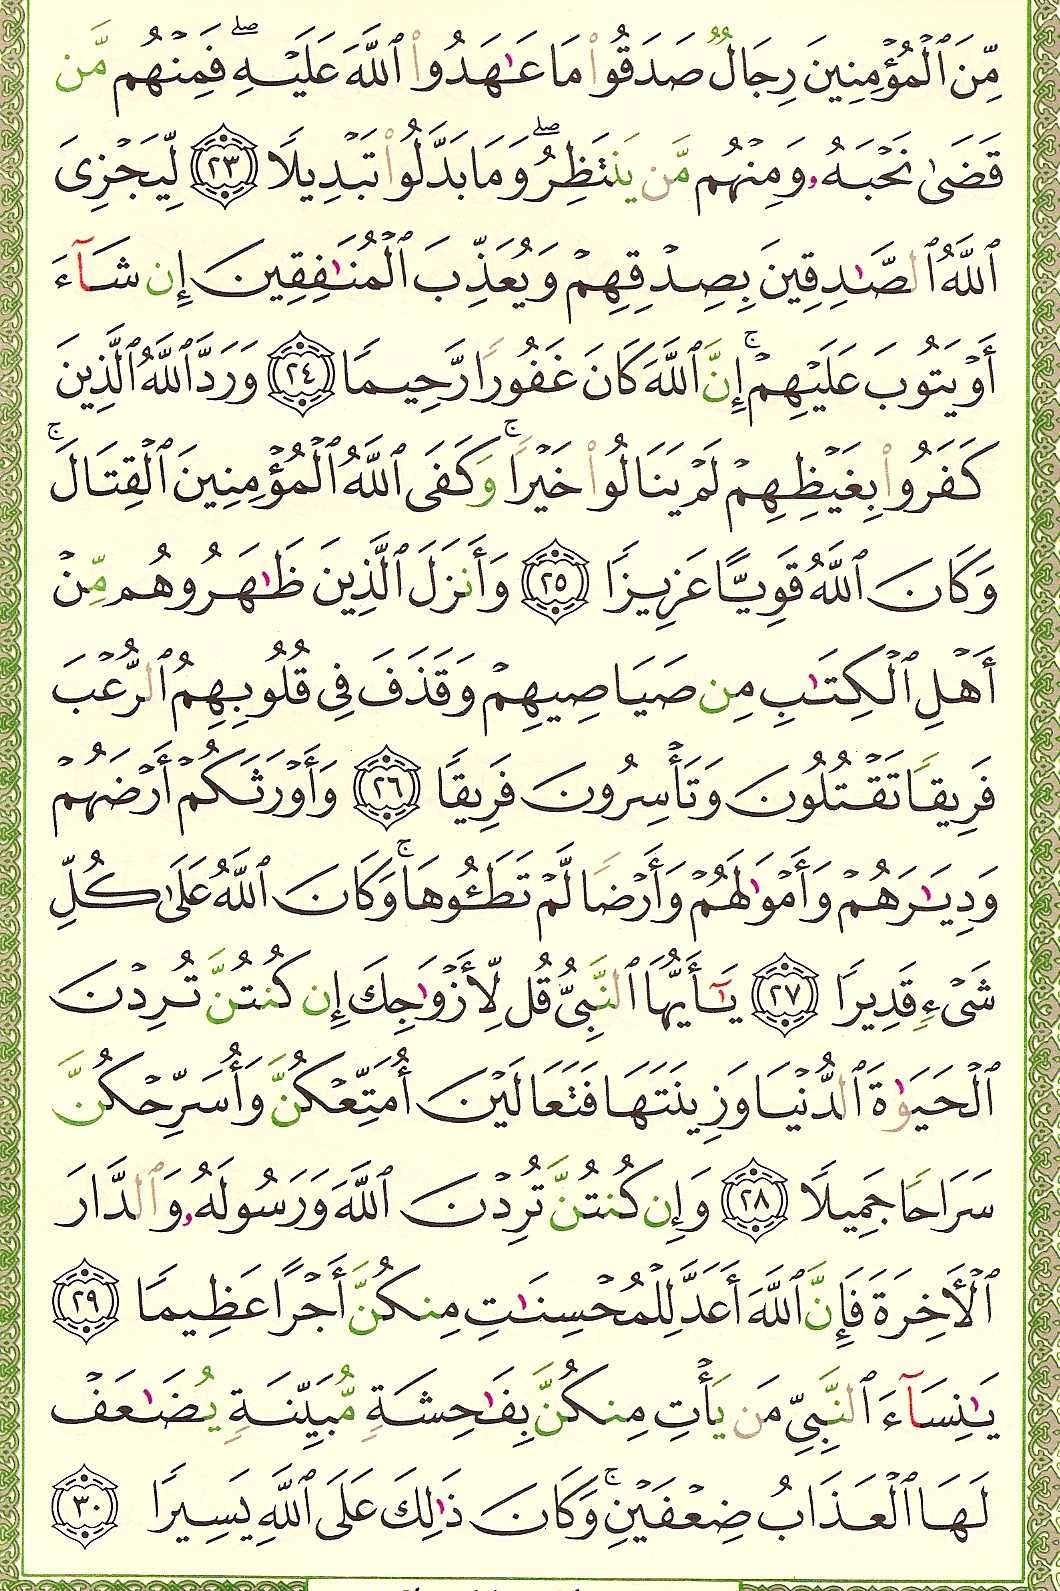 مِّنَ ٱلْمُؤْمِنِينَ رِجَالٌ صَدَقُوا۟ مَا عَـٰهَدُوا۟ ٱللَّهَ عَلَيْهِ ۖ فَمِنْهُم مَّن
قَضَىٰ نَحْبَهُۥ وَمِنْهُم مَّن يَنتَظِرُ ۖ وَمَا بَدَّلُوا۟ تَبْدِيلًا ٢٣ لِّيَجْزِىَ
ٱللَّهُ ٱلصَّـٰدِقِينَ بِصِدْقِهِمْ وَيُعَذِّبَ ٱلْمُنَـٰفِقِينَ إِن شَآءَ
أَوْ يَتُوبَ عَلَيْهِمْ ۚ إِنَّ ٱللَّهَ كَانَ غَفُورًا رَّحِيمًا ٢٤ وَرَدَّ ٱللَّهُ ٱلَّذِينَ
كَفَرُوا۟ بِغَيْظِهِمْ لَمْ يَنَالُوا۟ خَيْرًا ۚ وَكَفَى ٱللَّهُ ٱلْمُؤْمِنِينَ ٱلْقِتَالَ ۚ
وَكَانَ ٱللَّهُ قَوِيًّا عَزِيزًا ٢٥ وَأَنزَلَ ٱلَّذِينَ ظَـٰهَرُوهُم مِّنْ
أَهْلِ ٱلْكِتَـٰبِ مِن صَيَاصِيهِمْ وَقَذَفَ فِى قُلُوبِهِمُ ٱلرُّعْبَ
فَرِيقًا تَقْتُلُونَ وَتَأْسِرُونَ فَرِيقًا ٢٦ وَأَوْرَثَكُمْ أَرْضَهُمْ
وَدِيَـٰرَهُمْ وَأَمْوَٰلَهُمْ وَأَرْضًا لَّمْ تَطَـُٔوهَا ۚ وَكَانَ ٱللَّهُ عَلَىٰ كُلِّ
شَىْءٍ قَدِيرًا ٢٧ يَـٰٓأَيُّهَا ٱلنَّبِىُّ قُل لِّأَزْوَٰجِكَ إِن كُنتُنَّ تُرِدْنَ
ٱلْحَيَوٰةَ ٱلدُّنْيَا وَزِينَتَهَا فَتَعَالَيْنَ أُمَتِّعْكُنَّ وَأُسَرِّحْكُنَّ
سَرَاحًا جَمِيلًا ٢٨ وَإِن كُنتُنَّ تُرِدْنَ ٱللَّهَ وَرَسُولَهُۥ وَٱلدَّارَ
ٱلْـَٔاخِرَةَ فَإِنَّ ٱللَّهَ أَعَدَّ لِلْمُحْسِنَـٰتِ مِنكُنَّ أَجْرًا عَظِيمًا ٢٩
يَـٰنِسَآءَ ٱلنَّبِىِّ مَن يَأْتِ مِنكُنَّ بِفَـٰحِشَةٍ مُّبَيِّنَةٍ يُضَـٰعَفْ
لَهَا ٱلْعَذَابُ ضِعْفَيْنِ ۚ وَكَانَ ذَٰلِكَ عَلَى ٱللَّهِ يَسِيرًا ٣٠